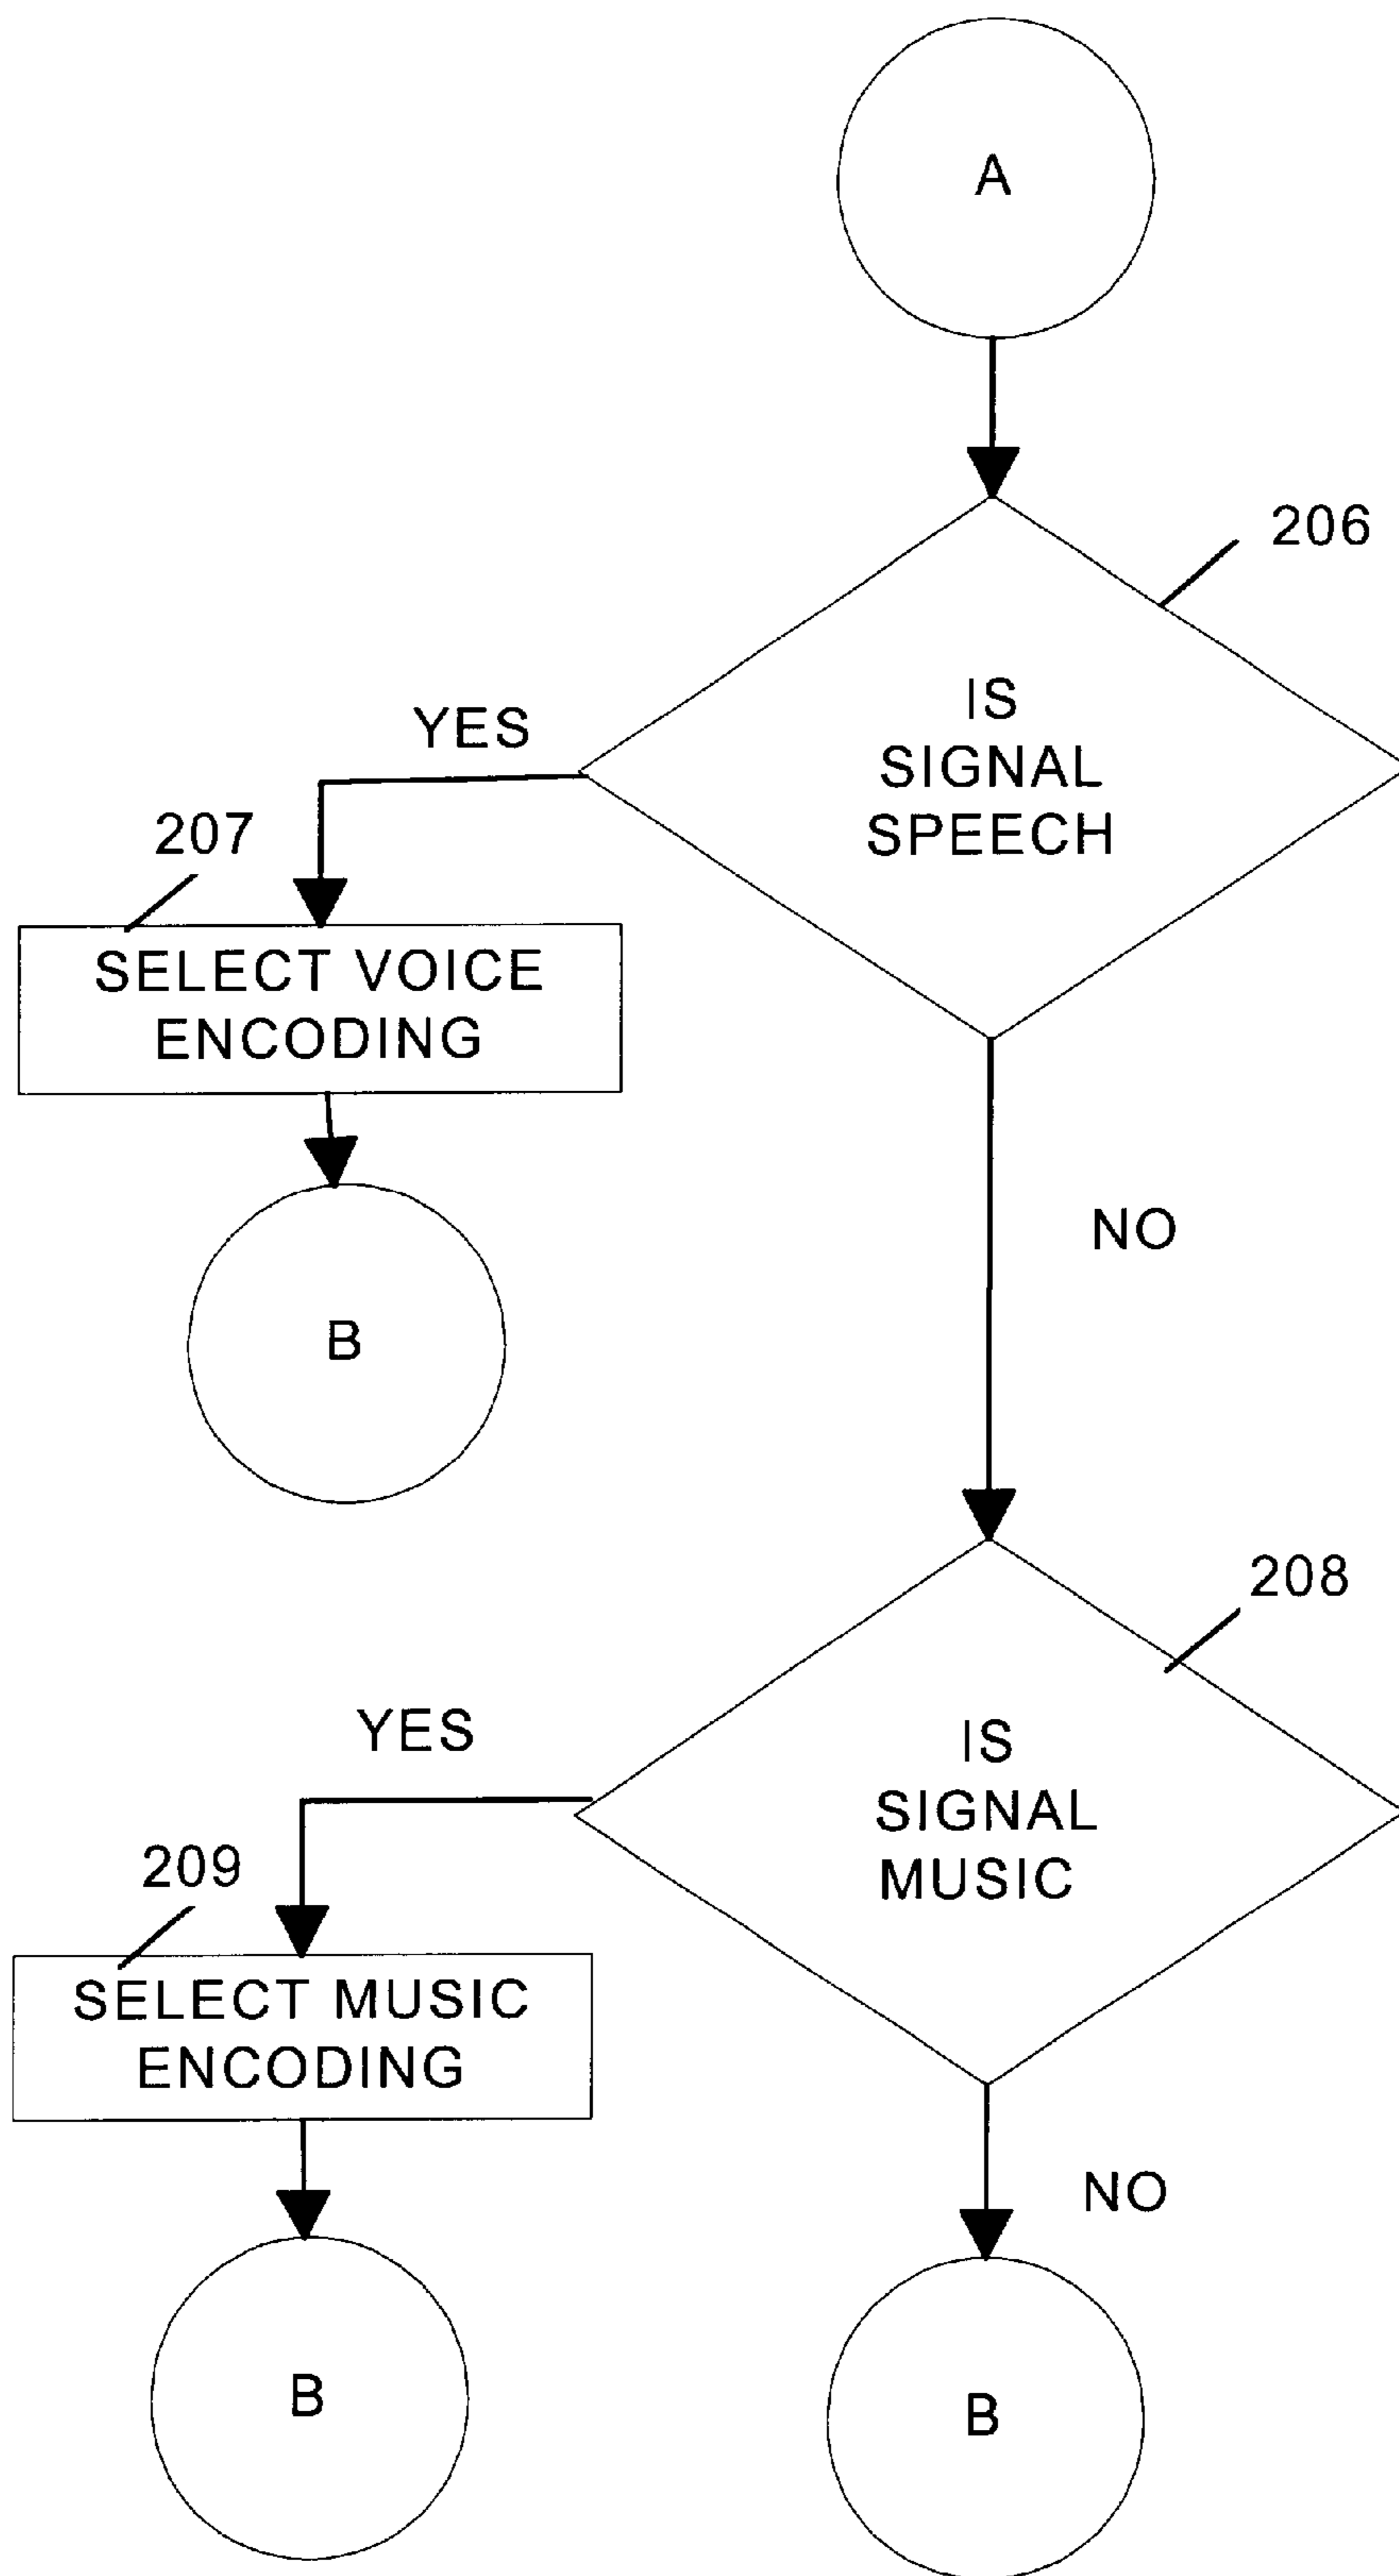 A
206
IS
SIGNAL
SPEECH
YES
207
SELECT VOICE
ENCODING
B
NO
208
IS
SIGNAL
MUSIC
YES
209
SELECT MUSIC
ENCODING
B
NO
B